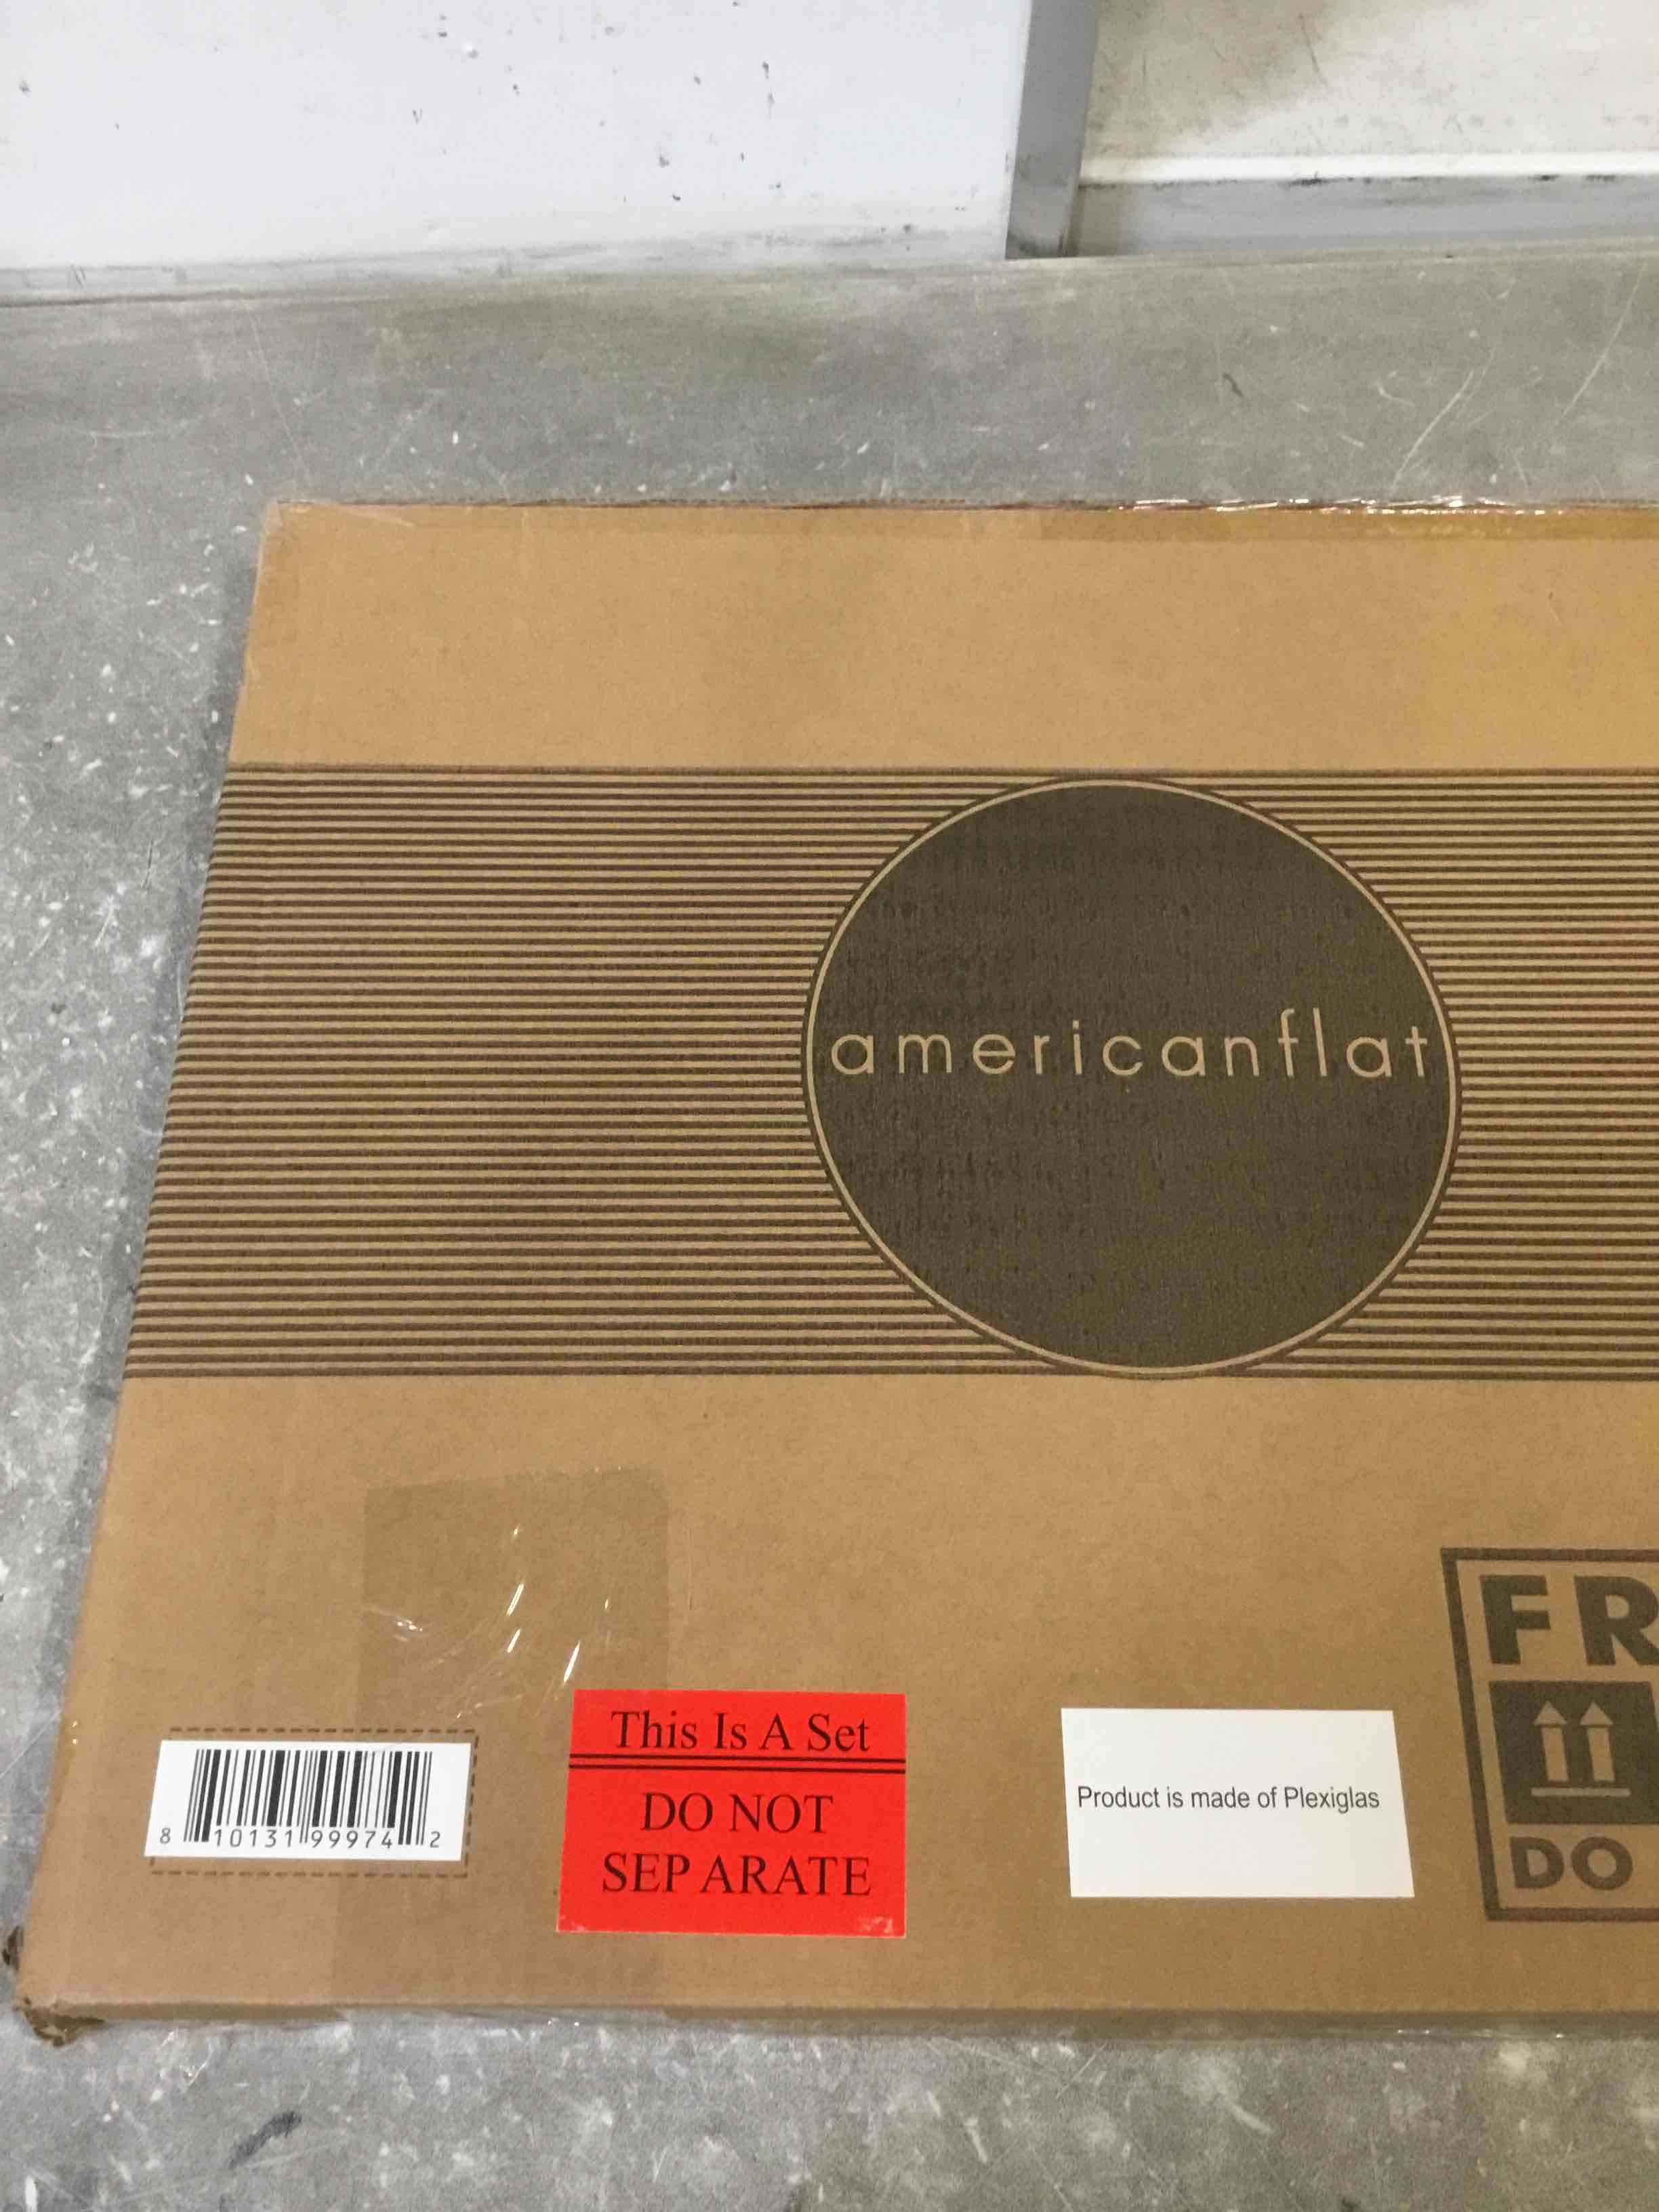 americanflat
This Is A Set
DO NOT
SEP ARATE
Product is made of Plexiglas
8 10131 99974 2
FR
DO